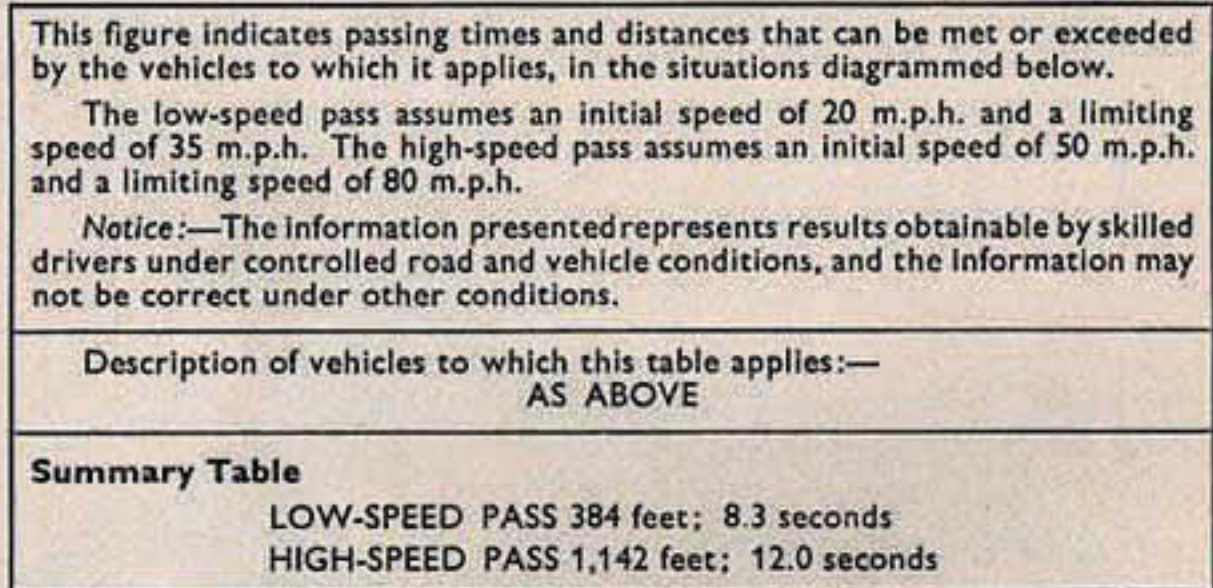 This figure indicates passing times and distances that can be met or exceeded
by the vehicles to which it applies, in the situations diagrammed below.
The low-speed pass assumes an initial speed of 20 m.p.h. and a limiting
speed of 35 m.p.h. The high-speed pass assumes an initial speed of 50 m.p.h.
and a limiting speed of 80 m.p.h.
Notice:—The information presented represents results obtainable by skilled
drivers under controlled road and vehicle conditions, and the information may
not be correct under other conditions.
Description of vehicles to which this table applies:—
AS ABOVE
Summary Table
LOW-SPEED PASS 384 feet; 8.3 seconds
HIGH-SPEED PASS 1,142 feet; 12.0 seconds